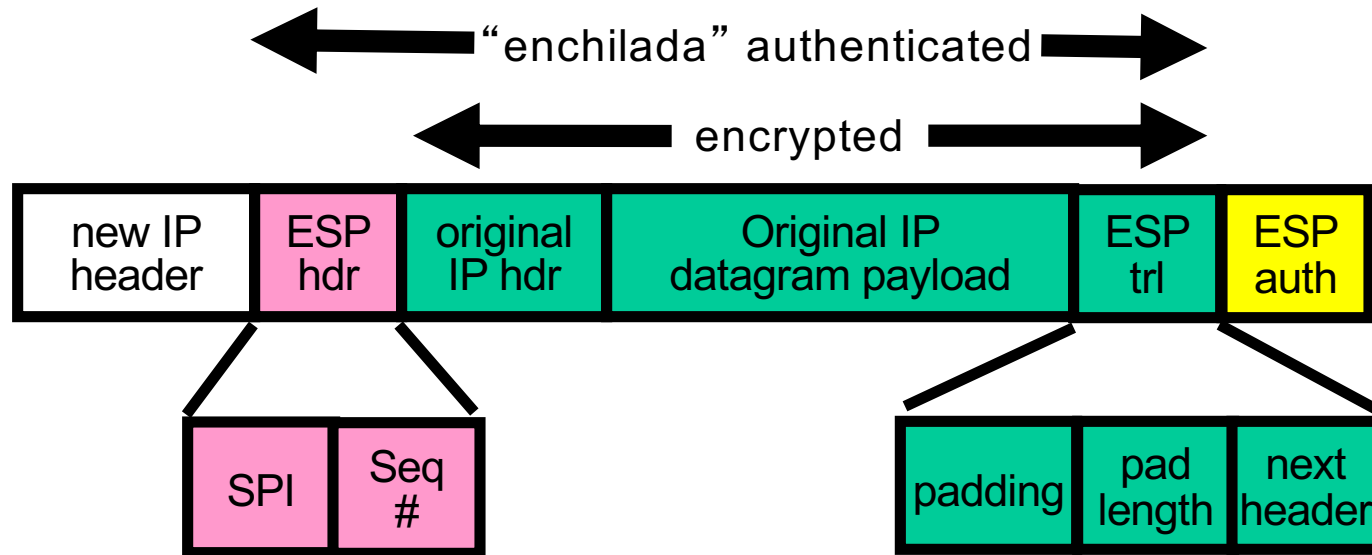 “enchilada” authenticated
encrypted
new IP
header
ESP
hdr
original
IP hdr
Original IP
datagram payload
ESP
trl
ESP
auth
SPI
Seq
#
padding
pad
length
next
header